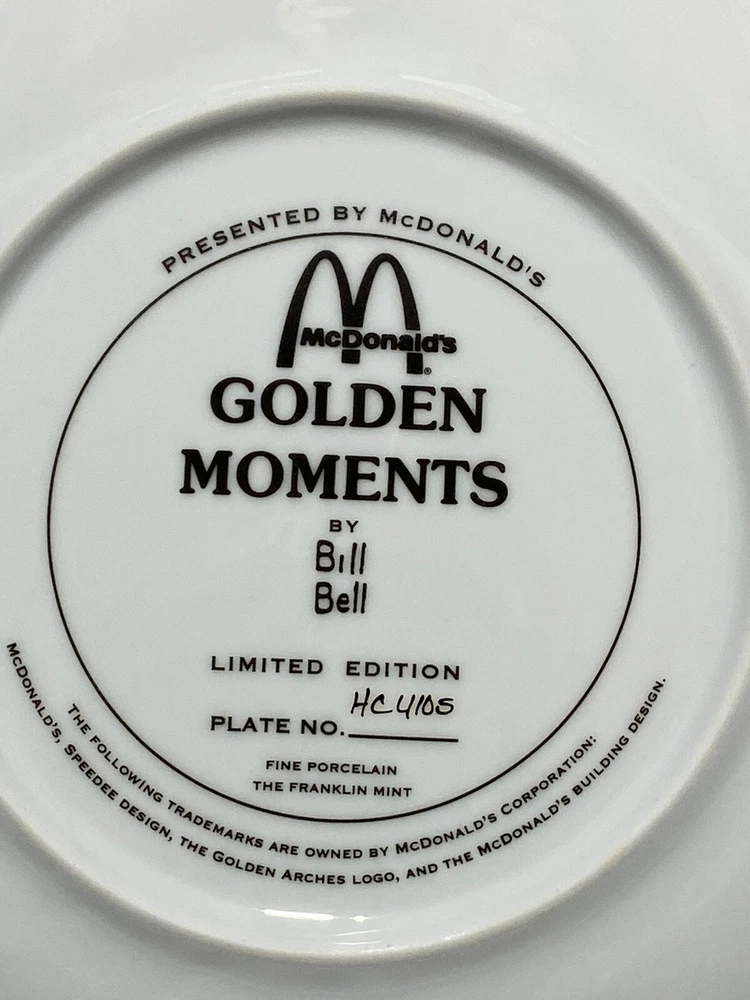 PRESENTED BY McDONALD'S
McDonald's®
GOLDEN
MOMENTS
BY
Bill
Bell
LIMITED EDITION
PLATE NO. HC4105
FINE PORCELAIN
THE FRANKLIN MINT
THE FOLLOWING TRADEMARKS ARE OWNED BY McDONALD'S CORPORATION:
McDONALD'S, SPEEDEE DESIGN, THE GOLDEN ARCHES LOGO, AND THE McDONALD'S BUILDING DESIGN.